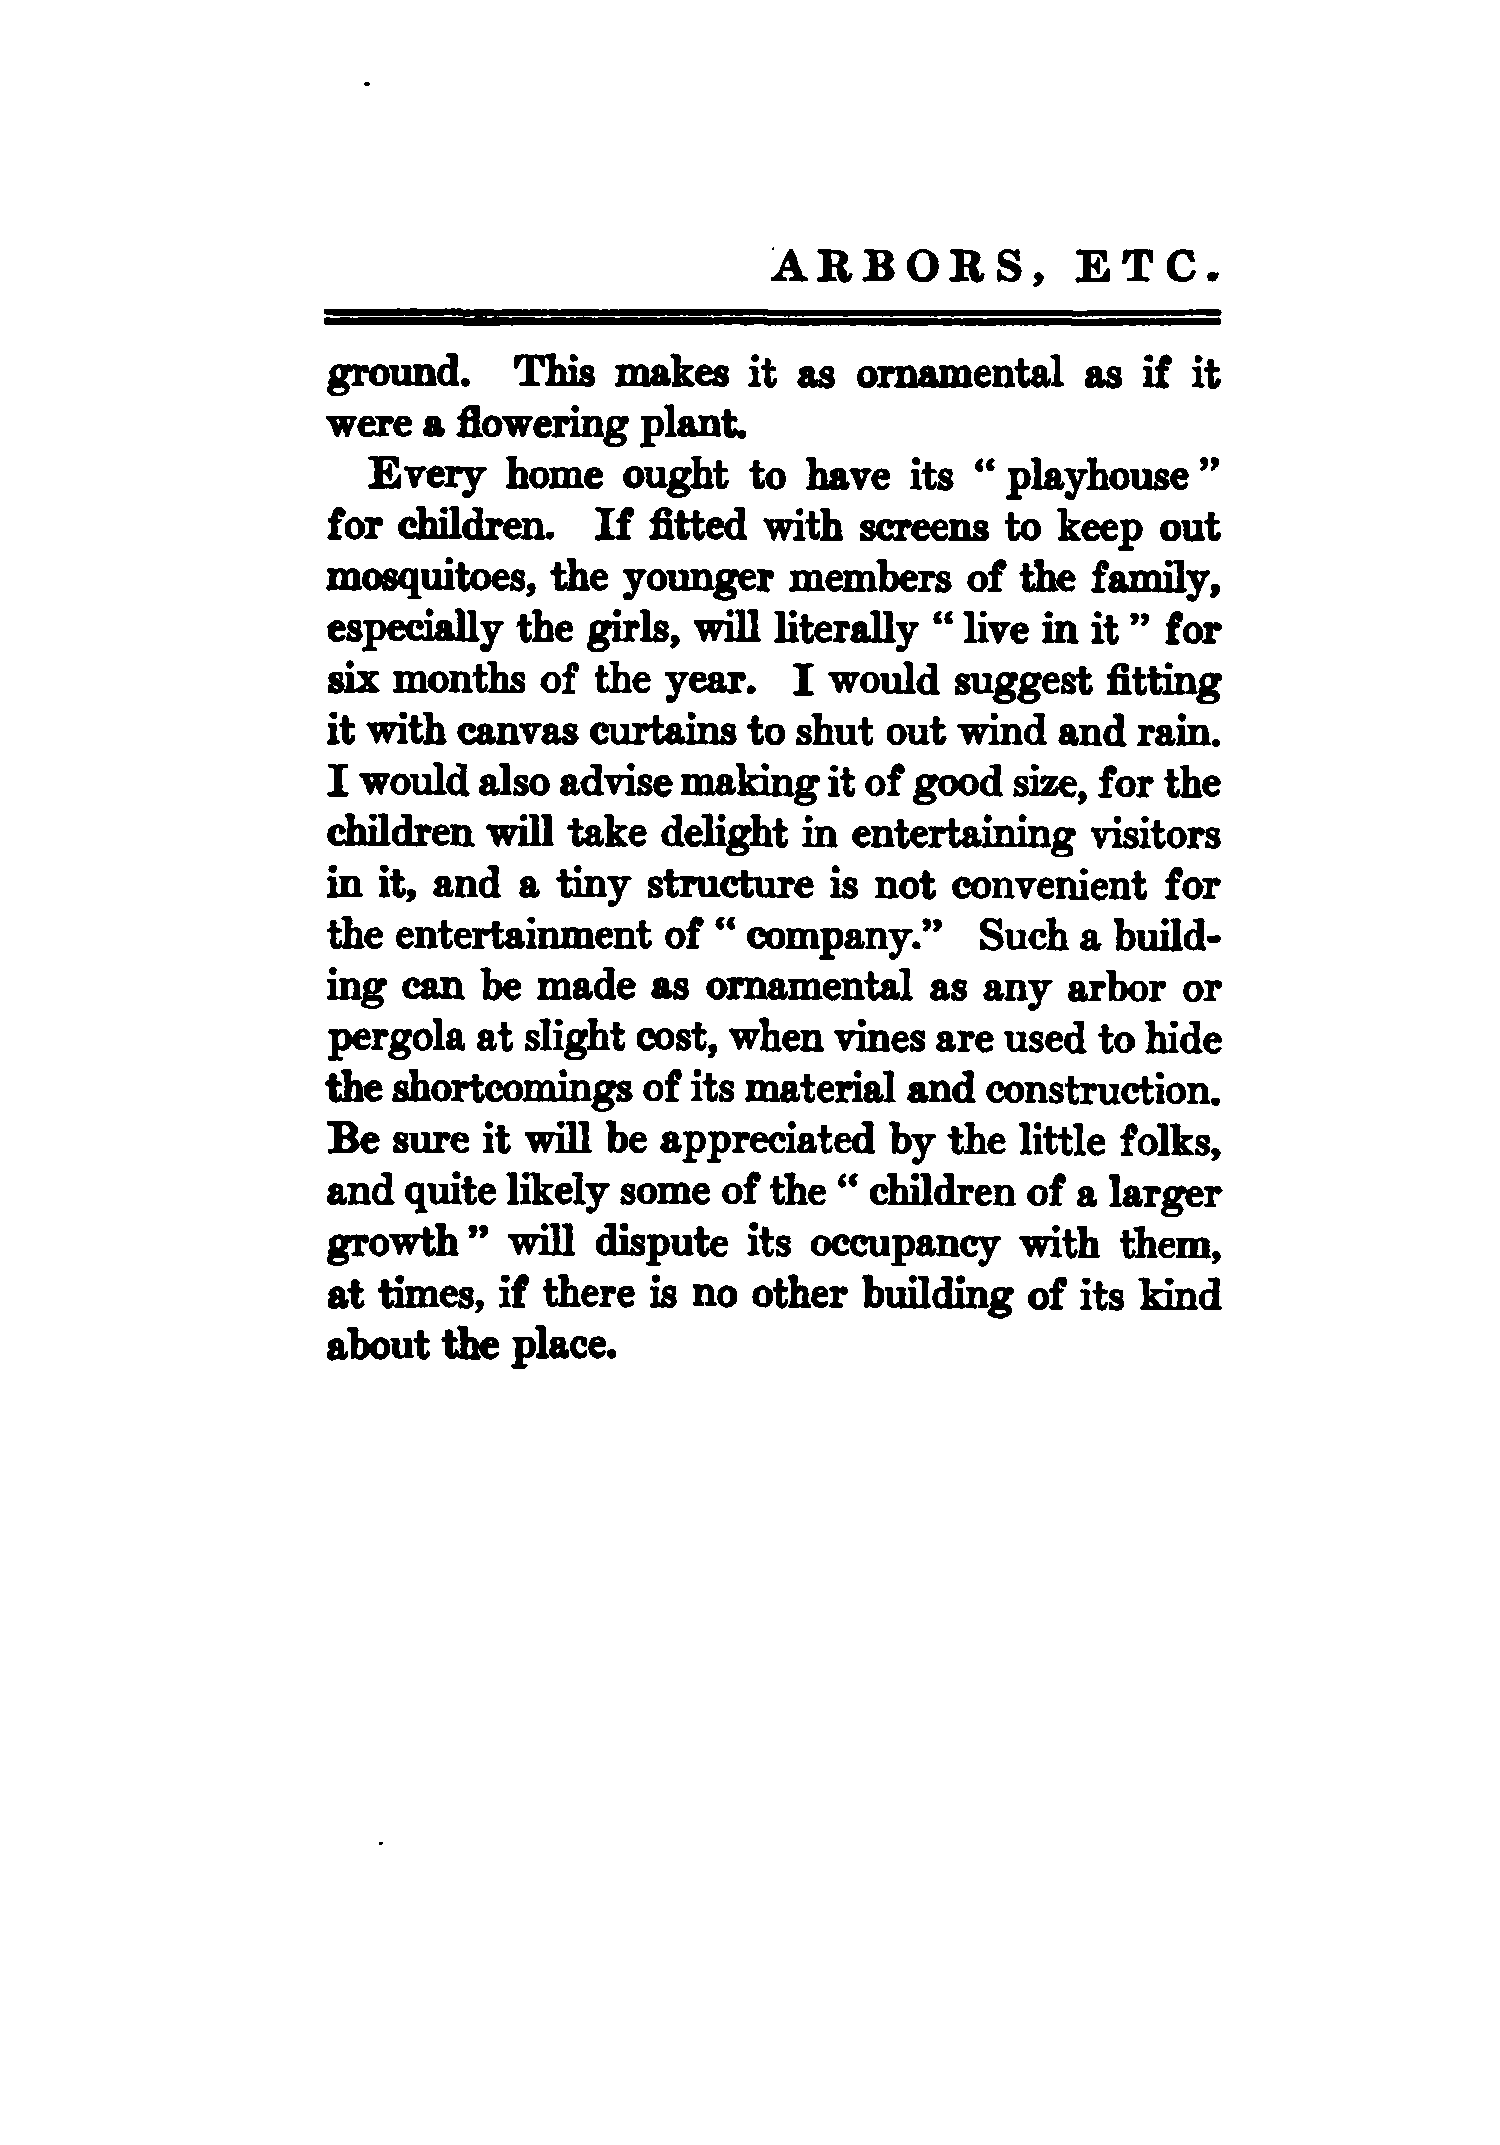 ARBORS, ETC.
ground. This makes it as ornamental as if it
were a flowering plant.
Every home ought to have its “ playhouse ”
for children. If fitted with screens to keep out
mosquitoes, the younger members of the family,
especially the girls, will literally “ live in it ” for
six months of the year. I would suggest fitting
it with canvas curtains to shut out wind and rain.
I would also advise making it of good size, for the
children will take delight in entertaining visitors
in it, and a tiny structure is not convenient for
the entertainment of “ company.” Such a build-
ing can be made as ornamental as any arbor or
pergola at slight cost, when vines are used to hide
the shortcomings of its material and construction.
Be sure it will be appreciated by the little folks,
and quite likely some of the “ children of a larger
growth ” will dispute its occupancy with them,
at times, if there is no other building of its kind
about the place.